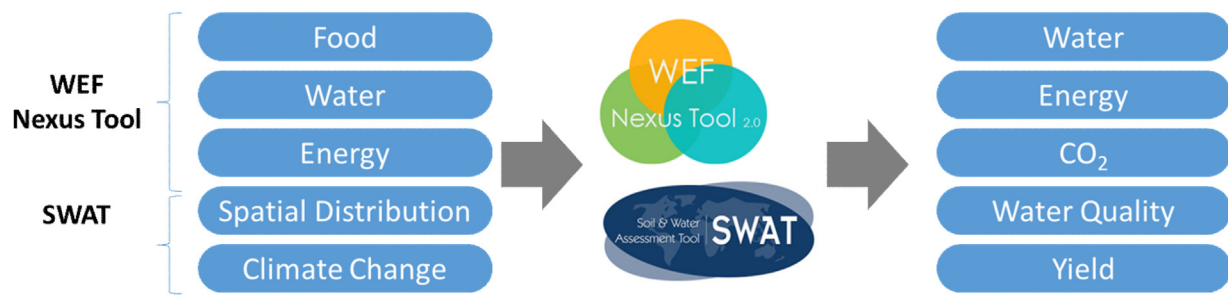 WEF
Nexus Tool
SWAT
Food
Water
Energy
Spatial Distribution
Climate Change
WEF
Nexus Tool 2.0
Soil & Water
Assessment Tool
SWAT
Water
Energy
CO₂
Water Quality
Yield